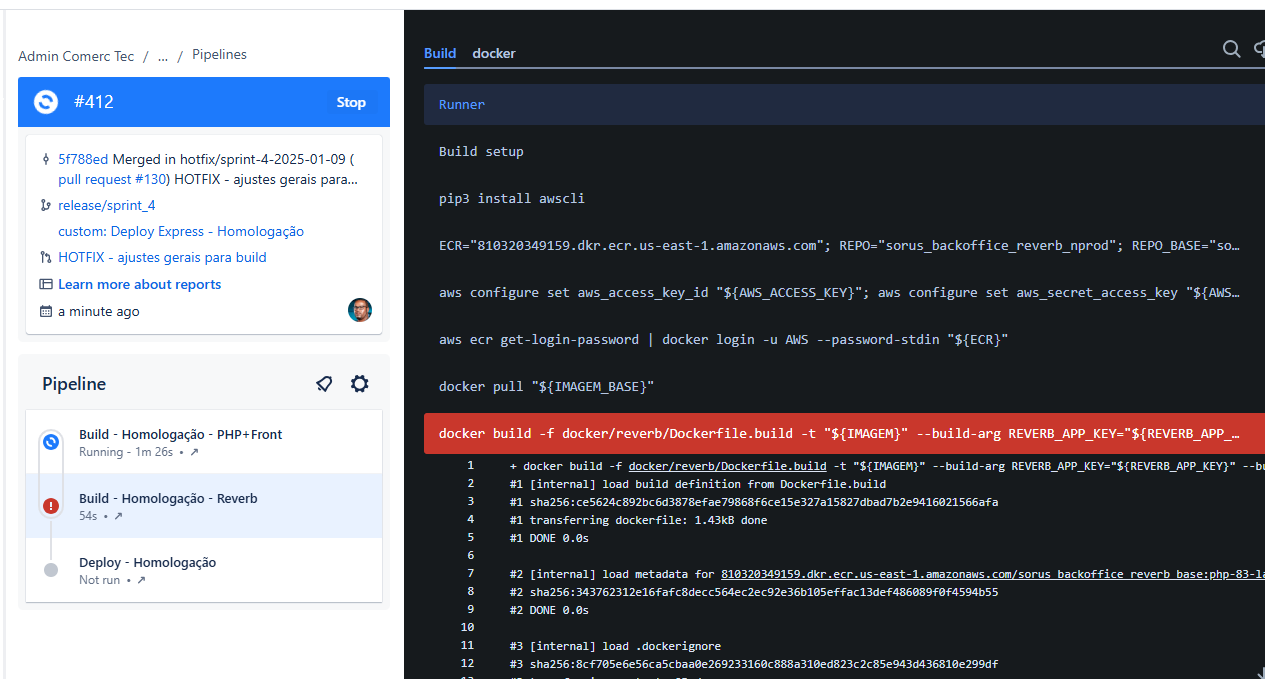 Admin Comerc Tec / ... / Pipelines
#412
Stop
5f788ed Merged in hotfix/sprint-4-2025-01-09 (
pull request #130) HOTFIX - ajustes gerais para...
release/sprint_4
custom: Deploy Express - Homologação
HOTFIX - ajustes gerais para build
Learn more about reports
a minute ago
Pipeline
Build - Homologação - PHP+Front
Running - 1m 26s • ↗
Build - Homologação - Reverb
54s • ↗
Deploy - Homologação
Not run • ↗
Build docker
Runner
Build setup
pip3 install awscli
ECR="810320349159.dkr.ecr.us-east-1.amazonaws.com"; REPO="sorus_backoffice_reverb_nprod"; REPO_BASE="so…
aws configure set aws_access_key_id "${AWS_ACCESS_KEY}"; aws configure set aws_secret_access_key "${AWS…
aws ecr get-login-password | docker login -u AWS --password-stdin "${ECR}"
docker pull "${IMAGEM_BASE}"
docker build -f docker/reverb/Dockerfile.build -t "${IMAGEM}" --build-arg REVERB_APP_KEY="${REVERB_APP_…
1 + docker build -f docker/reverb/Dockerfile.build -t "${IMAGEM}" --build-arg REVERB_APP_KEY="${REVERB_APP_KEY}" --bu
2 #1 [internal] load build definition from Dockerfile.build
3 #1 sha256:ce5624c892bc6d3878efae79868f6ce15e327a15827dbad7b2e9416021566afa
4 #1 transferring dockerfile: 1.43kB done
5 #1 DONE 0.0s
6
7 #2 [internal] load metadata for 810320349159.dkr.ecr.us-east-1.amazonaws.com/sorus_backoffice_reverb_base:php-83-la
8 #2 sha256:343762312e16fafc8decc564ec2ec92e36b105effac13def486089f0f4594b55
9 #2 DONE 0.0s
10
11 #3 [internal] load .dockerignore
12 #3 sha256:8cf705e6e56ca5cbaa0e269233160c888a310ed823c2c85e943d436810e299df